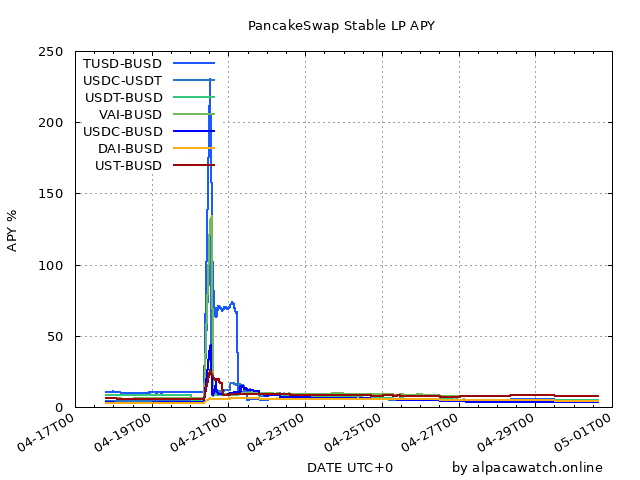 PancakeSwap Stable LP APY
250
200
150
100
50
0
APY %
TUSD-BUSD
USDC-USDT
USDT-BUSD
VAI-BUSD
USDC-BUSD
DAI-BUSD
UST-BUSD
04-17T00
04-19T00
04-21T00
04-23T00
04-25T00
04-27T00
04-29T00
05-01T00
DATE UTC+0
by alpacawatch.online